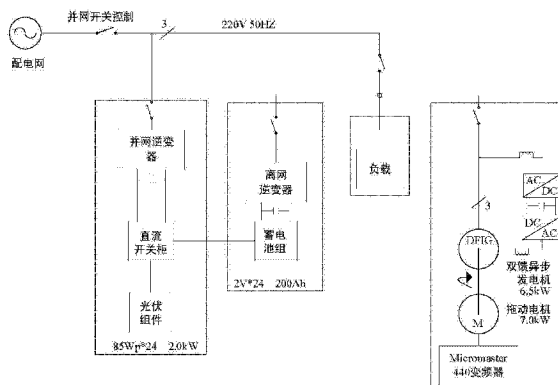 并网开关控制
3
220V 50HZ
配电网
并网逆变
器
离网
逆变器
负载
AC
DC
3
DC
AC
直流
开关柜
蓄电
池组
DFIG
双馈异步
发电机
6.5kW
2V*24 200Ah
光伏
组件
拖动电机
7.0kW
M
85Wp*24 2.0kW
Micromaster
440变频器